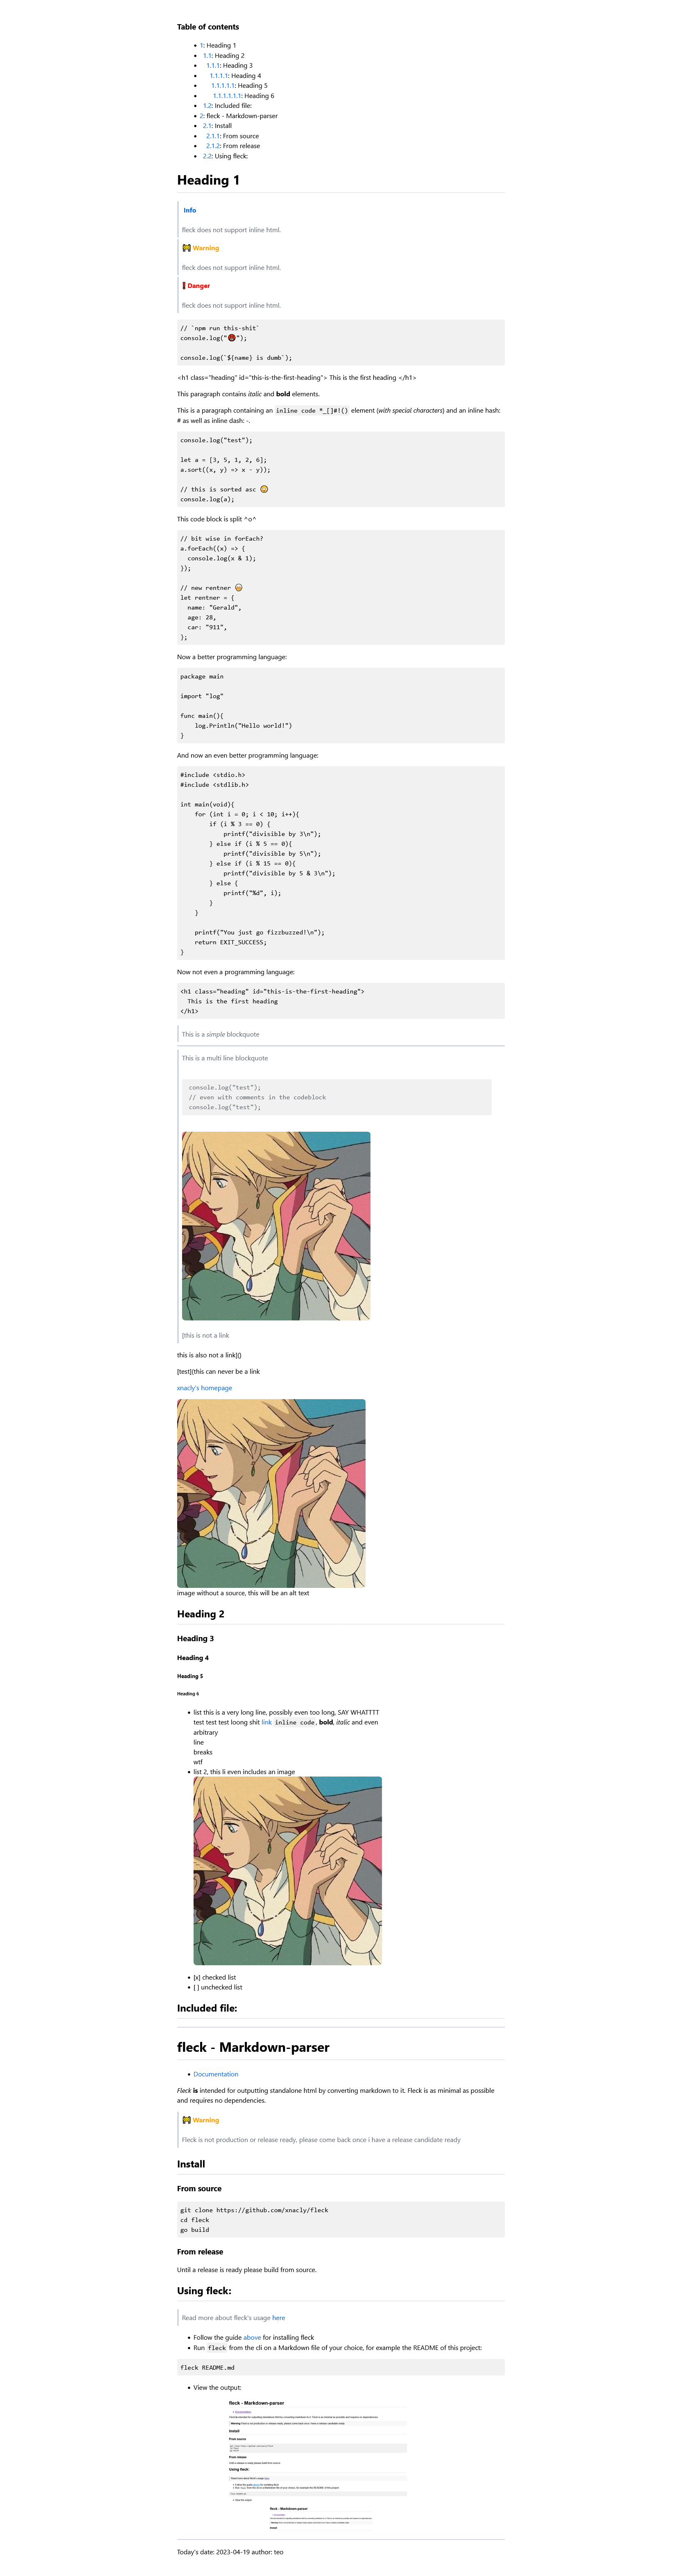 Table of contents
1: Heading 1
1.1: Heading 2
1.1.1: Heading 3
1.1.1.1: Heading 4
1.1.1.1.1: Heading 5
1.1.1.1.1.1: Heading 6
1.2: Included file:
2: fleck - Markdown-parser
2.1: Install
2.1.1: From source
2.1.2: From release
2.2: Using fleck:
Heading 1
Info
fleck does not support inline html.
Warning
fleck does not support inline html.
Danger
fleck does not support inline html.
// `npm run this-shit`
console.log("👹");
console.log(`${name} is dumb`);
<h1 class="heading" id="this-is-the-first-heading"> This is the first heading </h1>
This paragraph contains italic and bold elements.
This is a paragraph containing an inline code *_[]#!() element (with special characters) and an inline hash:
# as well as inline dash: -.
console.log("test");
let a = [3, 5, 1, 2, 6];
a.sort((x, y) => x - y));
// this is sorted asc 😳
console.log(a);
This code block is split ^o^
// bit wise in forEach?
a.forEach((x) => {
  console.log(x & 1);
});
// new rentner 👴
let rentner = {
  name: "Gerald",
  age: 28,
  car: "911",
};
Now a better programming language:
package main
import "log"
func main(){
    log.Println("Hello world!")
}
And now an even better programming language:
#include <stdio.h>
#include <stdlib.h>
int main(void){
    for (int i = 0; i < 10; i++){
        if (i % 3 == 0) {
            printf("divisible by 3\n");
        } else if (i % 5 == 0){
            printf("divisible by 5\n");
        } else if (i % 15 == 0){
            printf("divisible by 5 & 3\n");
        } else {
            printf("%d", i);
        }
    }
    printf("You just go fizzbuzzed!\n");
    return EXIT_SUCCESS;
}
Now not even a programming language:
<h1 class="heading" id="this-is-the-first-heading">
  This is the first heading
</h1>
This is a simple blockquote
This is a multi line blockquote
console.log("test");
// even with comments in the codeblock
console.log("test");
[this is not a link
this is also not a link]()
[test](this can never be a link
xnacly's homepage
image without a source, this will be an alt text
Heading 2
Heading 3
Heading 4
Heading 5
Heading 6
list this is a very long line, possibly even too long, SAY WHATTTT
test test test loong shit link inline code, bold, italic and even
arbitrary
line
breaks
wtf
list 2, this li even includes an image
[x] checked list
[ ] unchecked list
Included file:
fleck - Markdown-parser
Documentation
Fleck is intended for outputting standalone html by converting markdown to it. Fleck is as minimal as possible
and requires no dependencies.
Warning
Fleck is not production or release ready, please come back once i have a release candidate ready
Install
From source
git clone https://github.com/xnacly/fleck
cd fleck
go build
From release
Until a release is ready please build from source.
Using fleck:
Read more about fleck's usage here
Follow the guide above for installing fleck
Run fleck from the cli on a Markdown file of your choice, for example the README of this project:
fleck README.md
View the output:
fleck - Markdown-parser
Install
From source
From release
Using fleck:
fleck - Markdown-parser
Install
Today's date: 2023-04-19 author: teo